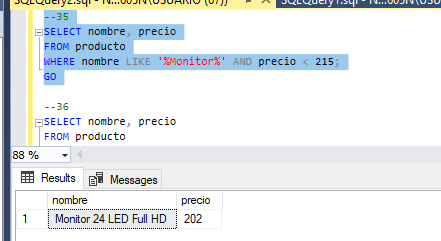 --35
SELECT nombre, precio
FROM producto
WHERE nombre LIKE '%Monitor%' AND precio < 215;
GO
--36
SELECT nombre, precio
FROM producto
88 %
Results Messages
nombre precio
1 Monitor 24 LED Full HD 202